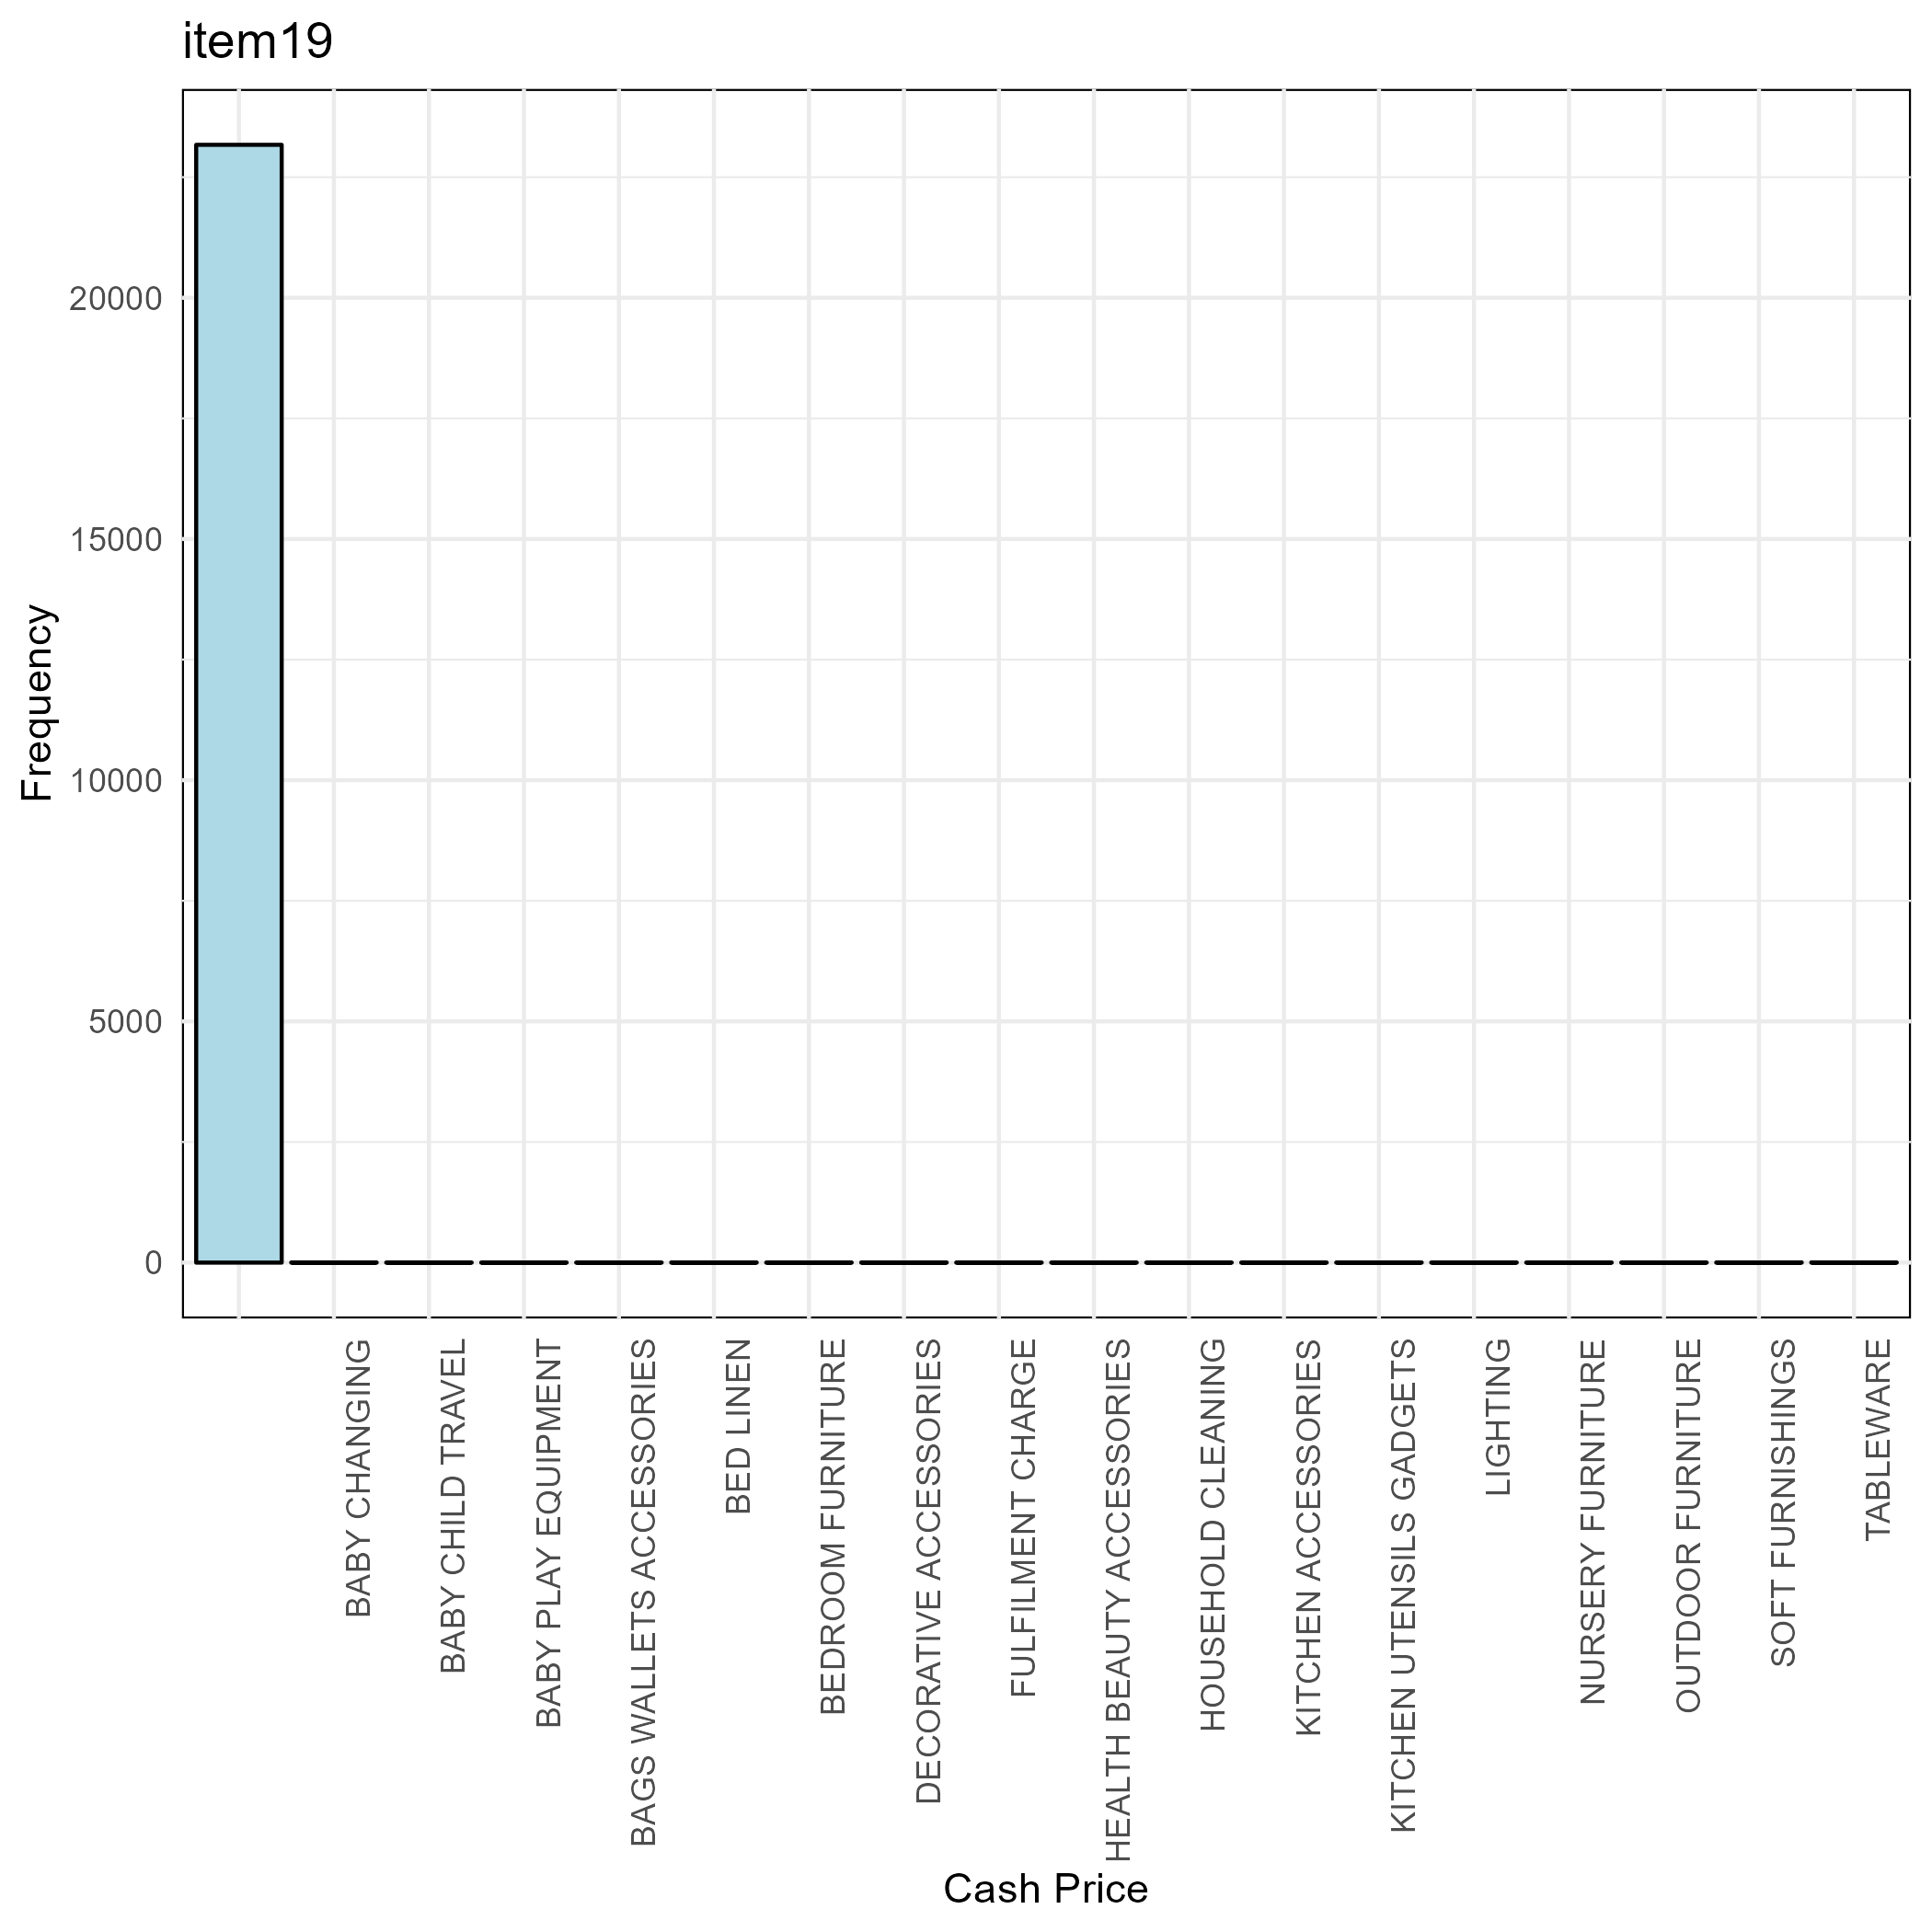 item19
Frequency
20000
15000
10000
5000
0
BABY CHANGING
BABY CHILD TRAVEL
BABY PLAY EQUIPMENT
BAGS WALLETS ACCESSORIES
BED LINEN
BEDROOM FURNITURE
DECORATIVE ACCESSORIES
FULFILMENT CHARGE
HEALTH BEAUTY ACCESSORIES
HOUSEHOLD CLEANING
KITCHEN ACCESSORIES
KITCHEN UTENSILS GADGETS
LIGHTING
NURSERY FURNITURE
OUTDOOR FURNITURE
SOFT FURNISHINGS
TABLEWARE
Cash Price